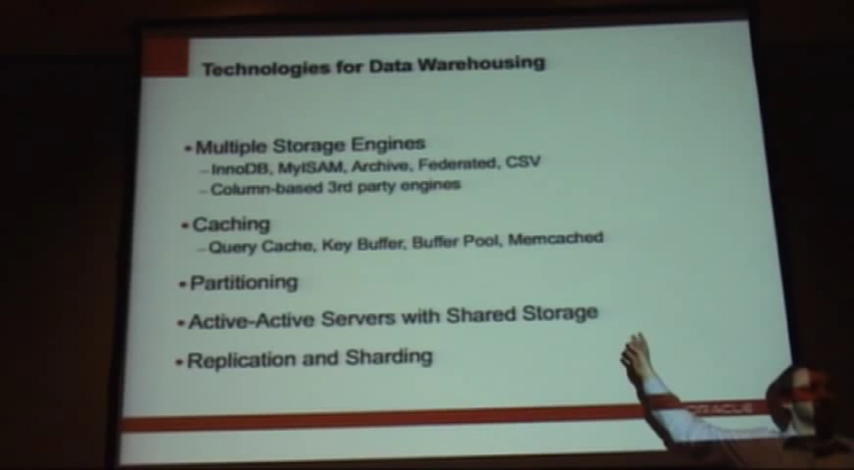 Technologies for Data Warehousing
• Multiple Storage Engines
– InnoDB, MyISAM, Archive, Federated, CSV
– Column-based 3rd party engines
• Caching
– Query Cache, Key Buffer, Buffer Pool, Memcached
• Partitioning
• Active-Active Servers with Shared Storage
• Replication and Sharding
ORACLE